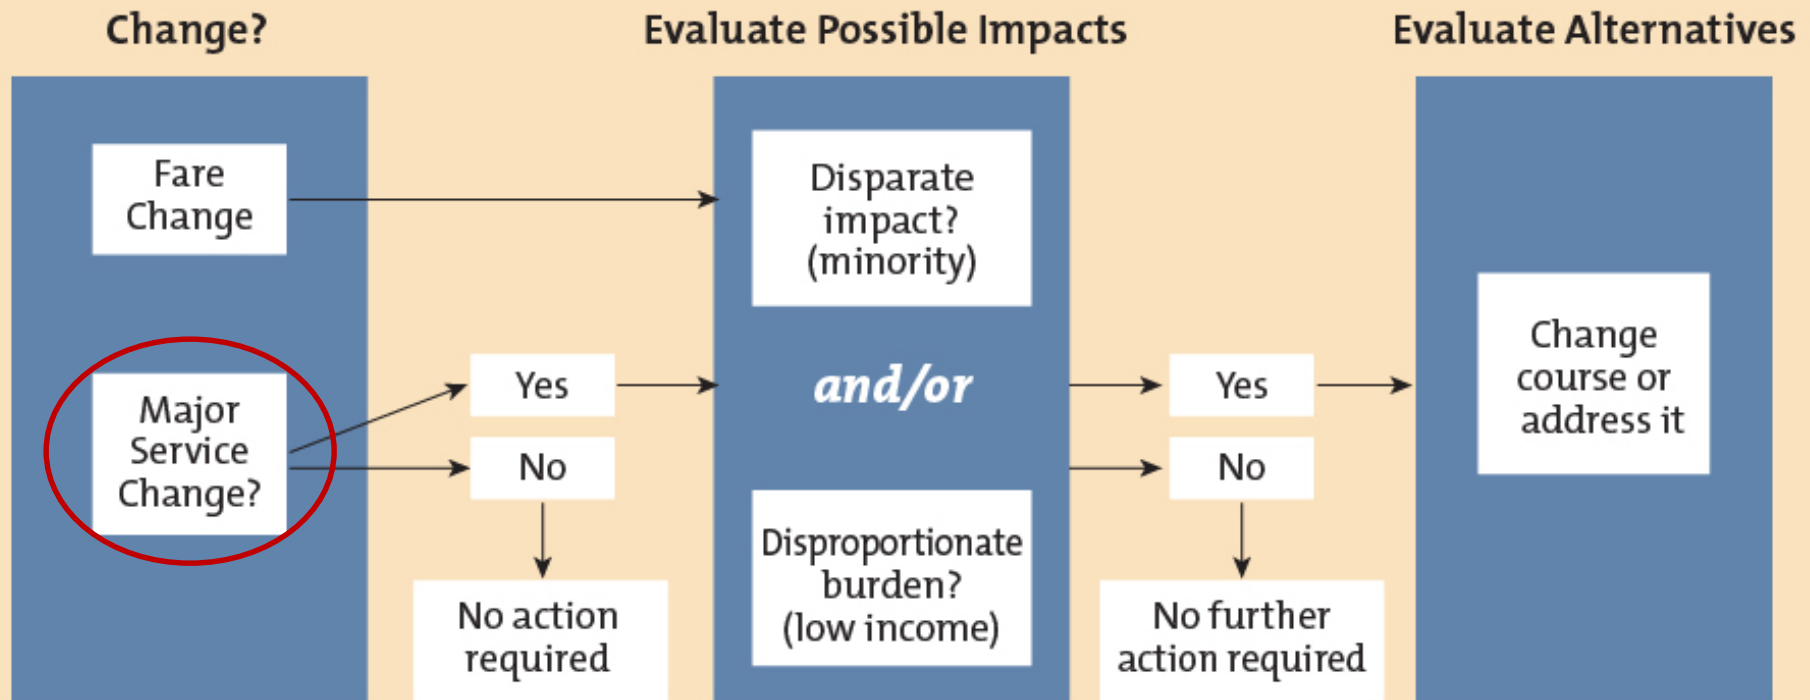 Change?
Evaluate Possible Impacts
Evaluate Alternatives
Fare
Change
Major
Service
Change?
Yes
No
No action
required
Disparate
impact?
(minority)
and/or
Disproportionate
burden?
(low income)
Yes
No
No further
action required
Change
course or
address it